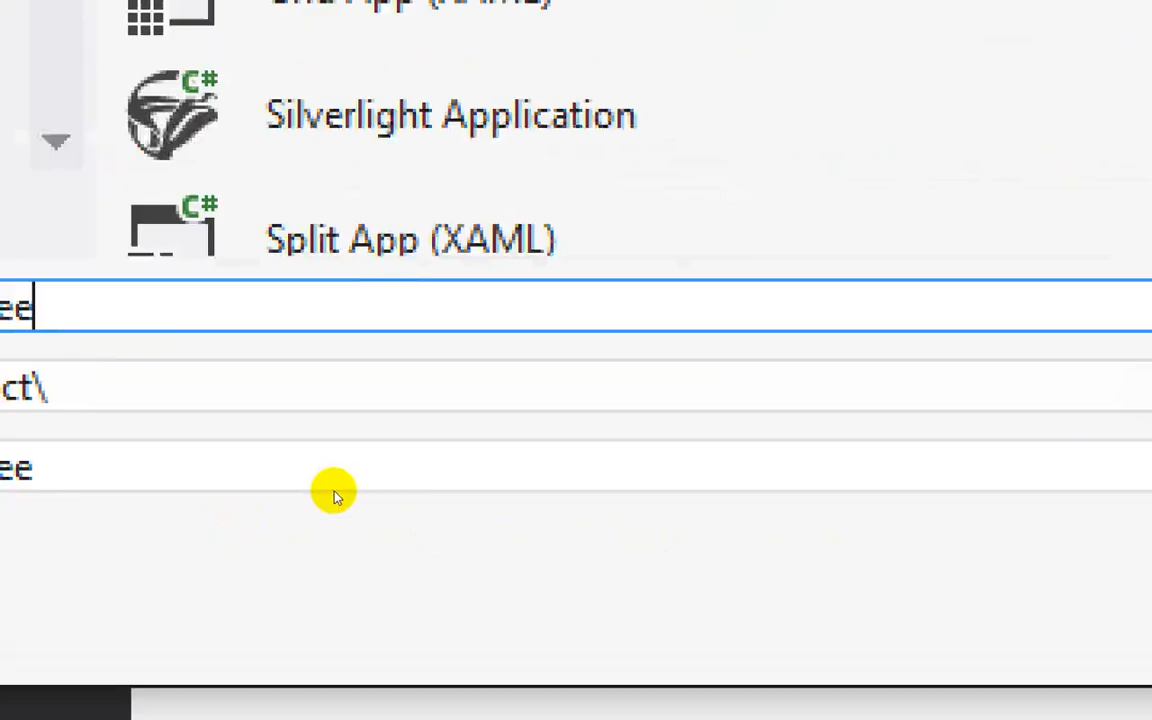 C#
Silverlight Application
C#
Split App (XAML)
ee
ct\
ee